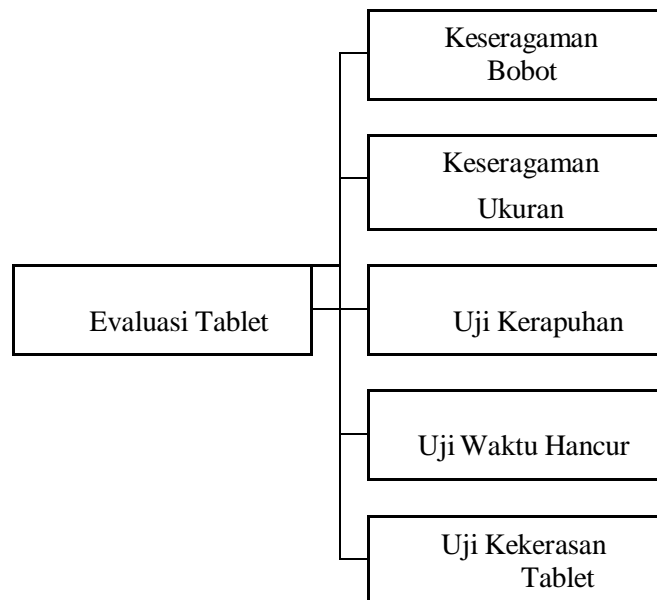 Keseragaman
Bobot
Keseragaman
Ukuran
Evaluasi Tablet
Uji Kerapuhan
Uji Waktu Hancur
Uji Kekerasan
Tablet